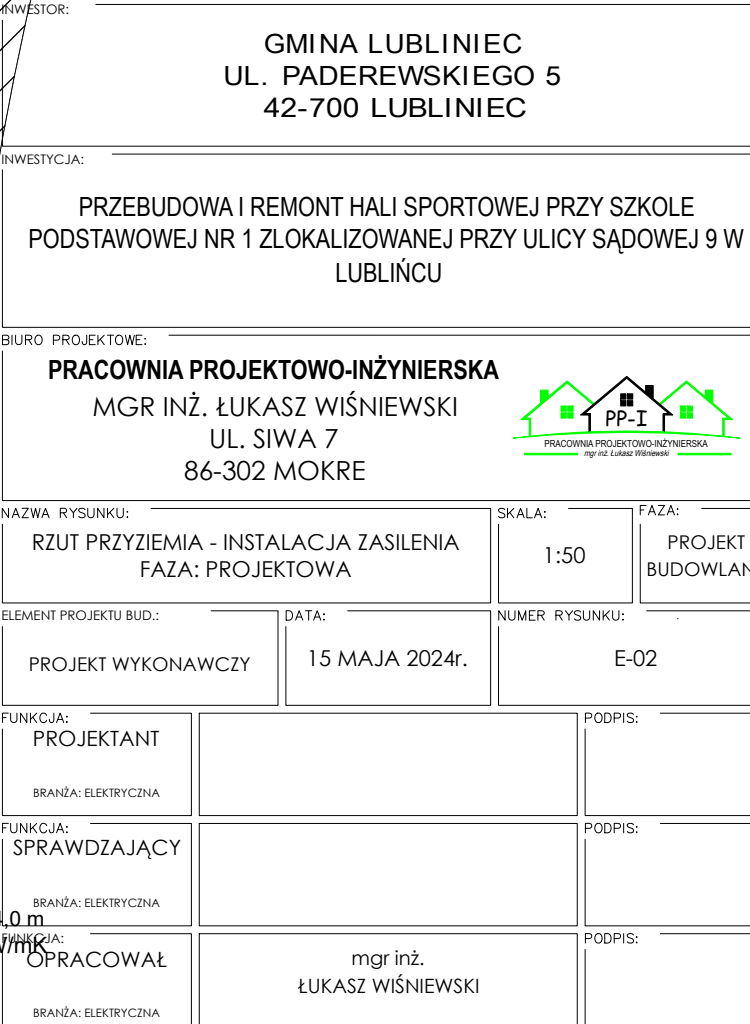 INWESTOR:
GMINA LUBLINIEC
UL. PADEREWSKIEGO 5
42-700 LUBLINIEC
INWESTYCJA:
PRZEBUDOWA I REMONT HALI SPORTOWEJ PRZY SZKOLE
PODSTAWOWEJ NR 1 ZLOKALIZOWANEJ PRZY ULICY SĄDOWEJ 9 W
LUBLIŃCU
BIURO PROJEKTOWE:
PRACOWNIA PROJEKTOWO-INŻYNIERSKA
MGR INŻ. ŁUKASZ WIŚNIEWSKI
UL. SIWA 7
86-302 MOKRE
PP-I
PRACOWNIA PROJEKTOWO-INŻYNIERSKA
mgr inż. Łukasz Wiśniewski
NAZWA RYSUNKU:
RZUT PRZYZIEMIA - INSTALACJA ZASILENIA
FAZA: PROJEKTOWA
SKALA:
1:50
FAZA:
PROJEKT
BUDOWLAN
ELEMENT PROJEKTU BUD.:
PROJEKT WYKONAWCZY
DATA:
15 MAJA 2024r.
NUMER RYSUNKU:
E-02
FUNKCJA:
PROJEKTANT
BRANŻA: ELEKTRYCZNA
PODPIS:
FUNKCJA:
SPRAWDZAJĄCY
BRANŻA: ELEKTRYCZNA
PODPIS:
,0 m
/mK
FUNKCJA:
OPRACOWAŁ
BRANŻA: ELEKTRYCZNA
mgr inż.
ŁUKASZ WIŚNIEWSKI
PODPIS: